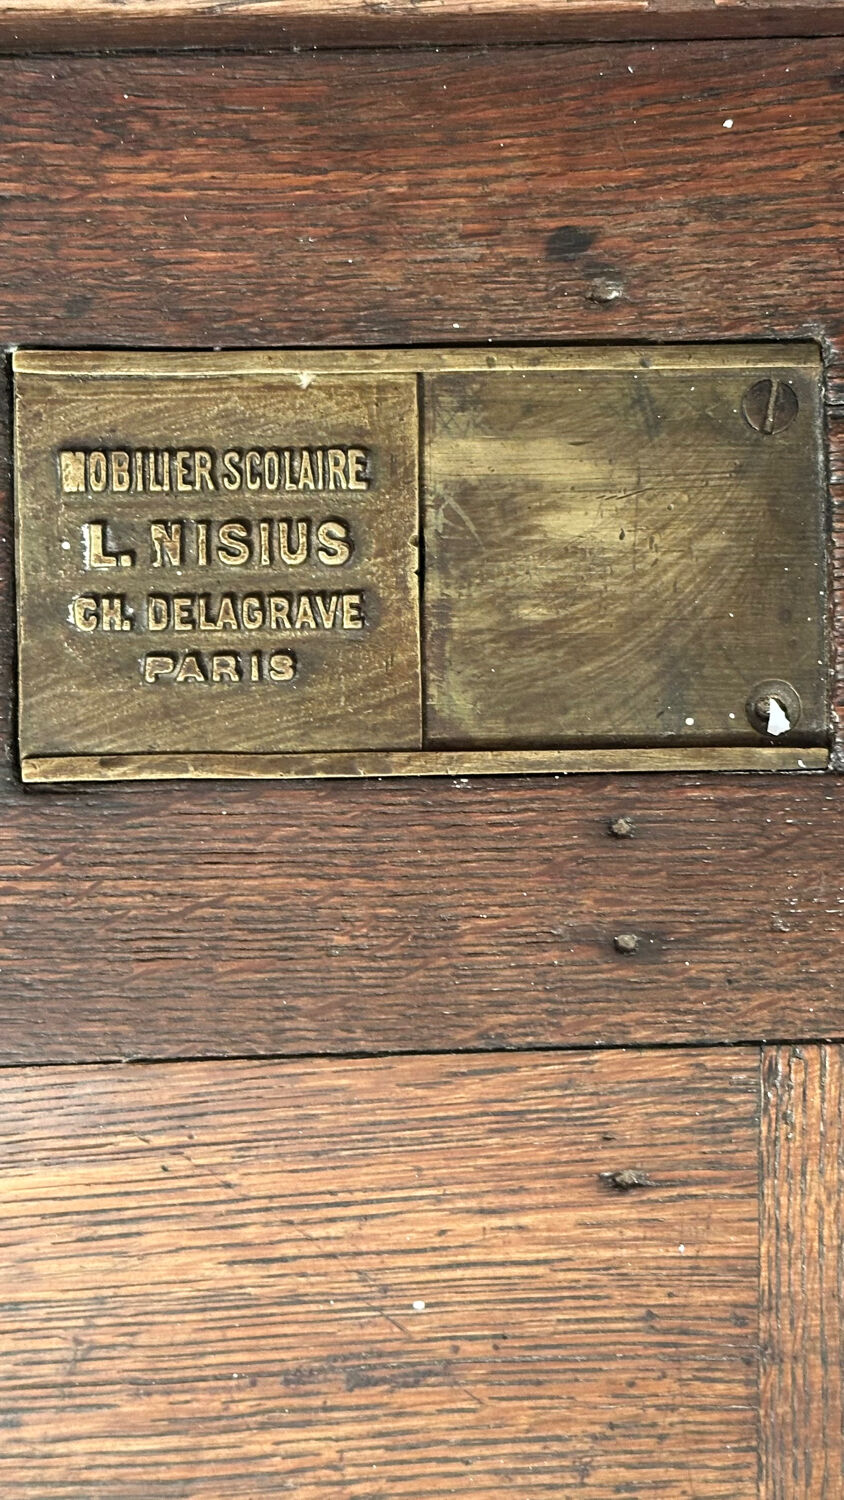 MOBILIER SCOLAIRE
L. NISIUS
CH. DELAGRAVE
PARIS